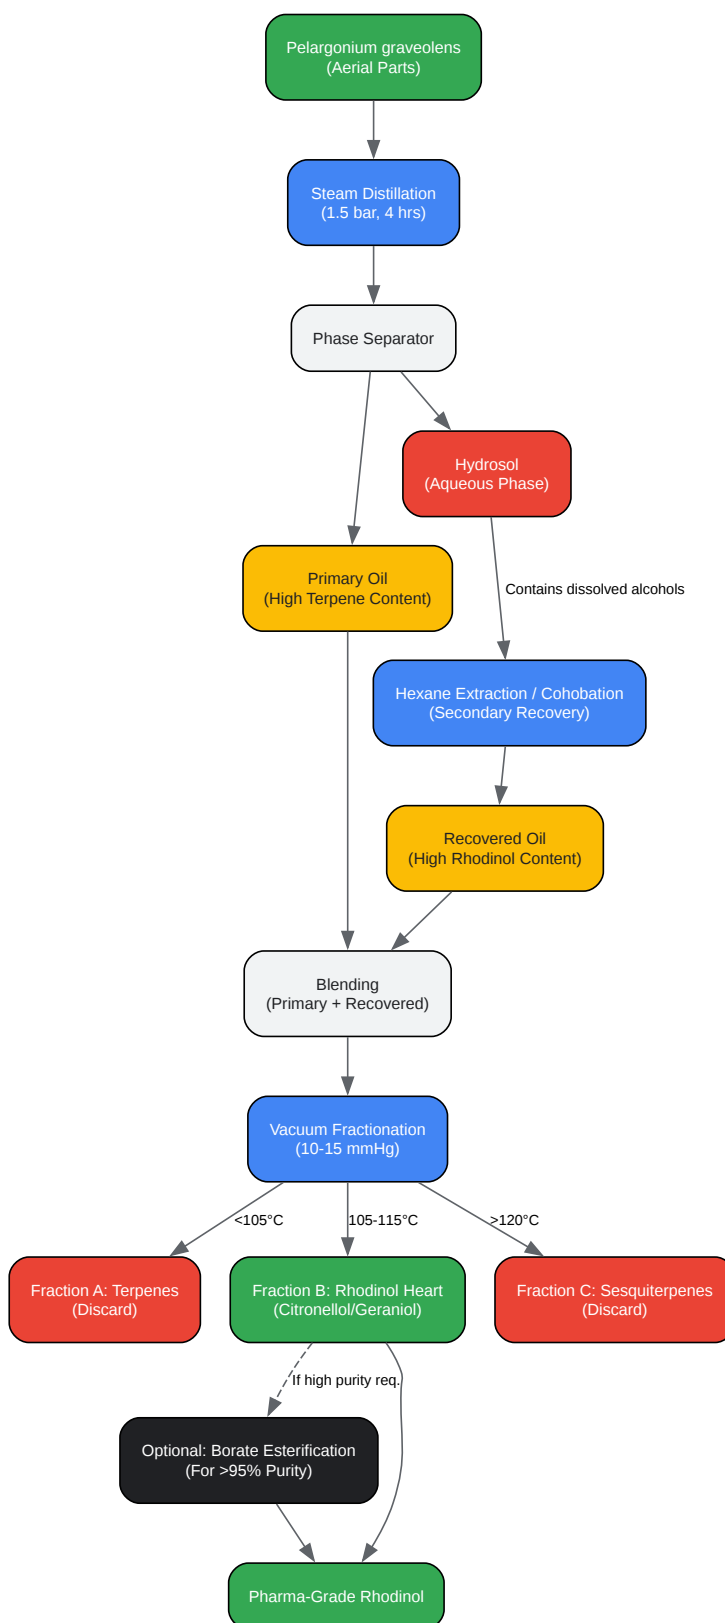 Pelargonium graveolens
(Aerial Parts)
Steam Distillation
(1.5 bar, 4 hrs)
Phase Separator
Hydrosol
(Aqueous Phase)
Primary Oil
(High Terpene Content)
Contains dissolved alcohols
Hexane Extraction / Cohobation
(Secondary Recovery)
Recovered Oil
(High Rhodinol Content)
Blending
(Primary + Recovered)
Vacuum Fractionation
(10-15 mmHg)
<105°C
105-115°C
>120°C
Fraction A: Terpenes
(Discard)
Fraction B: Rhodinol Heart
(Citronellol/Geraniol)
Fraction C: Sesquiterpenes
(Discard)
If high purity req.
Optional: Borate Esterification
(For >95% Purity)
Pharma-Grade Rhodinol